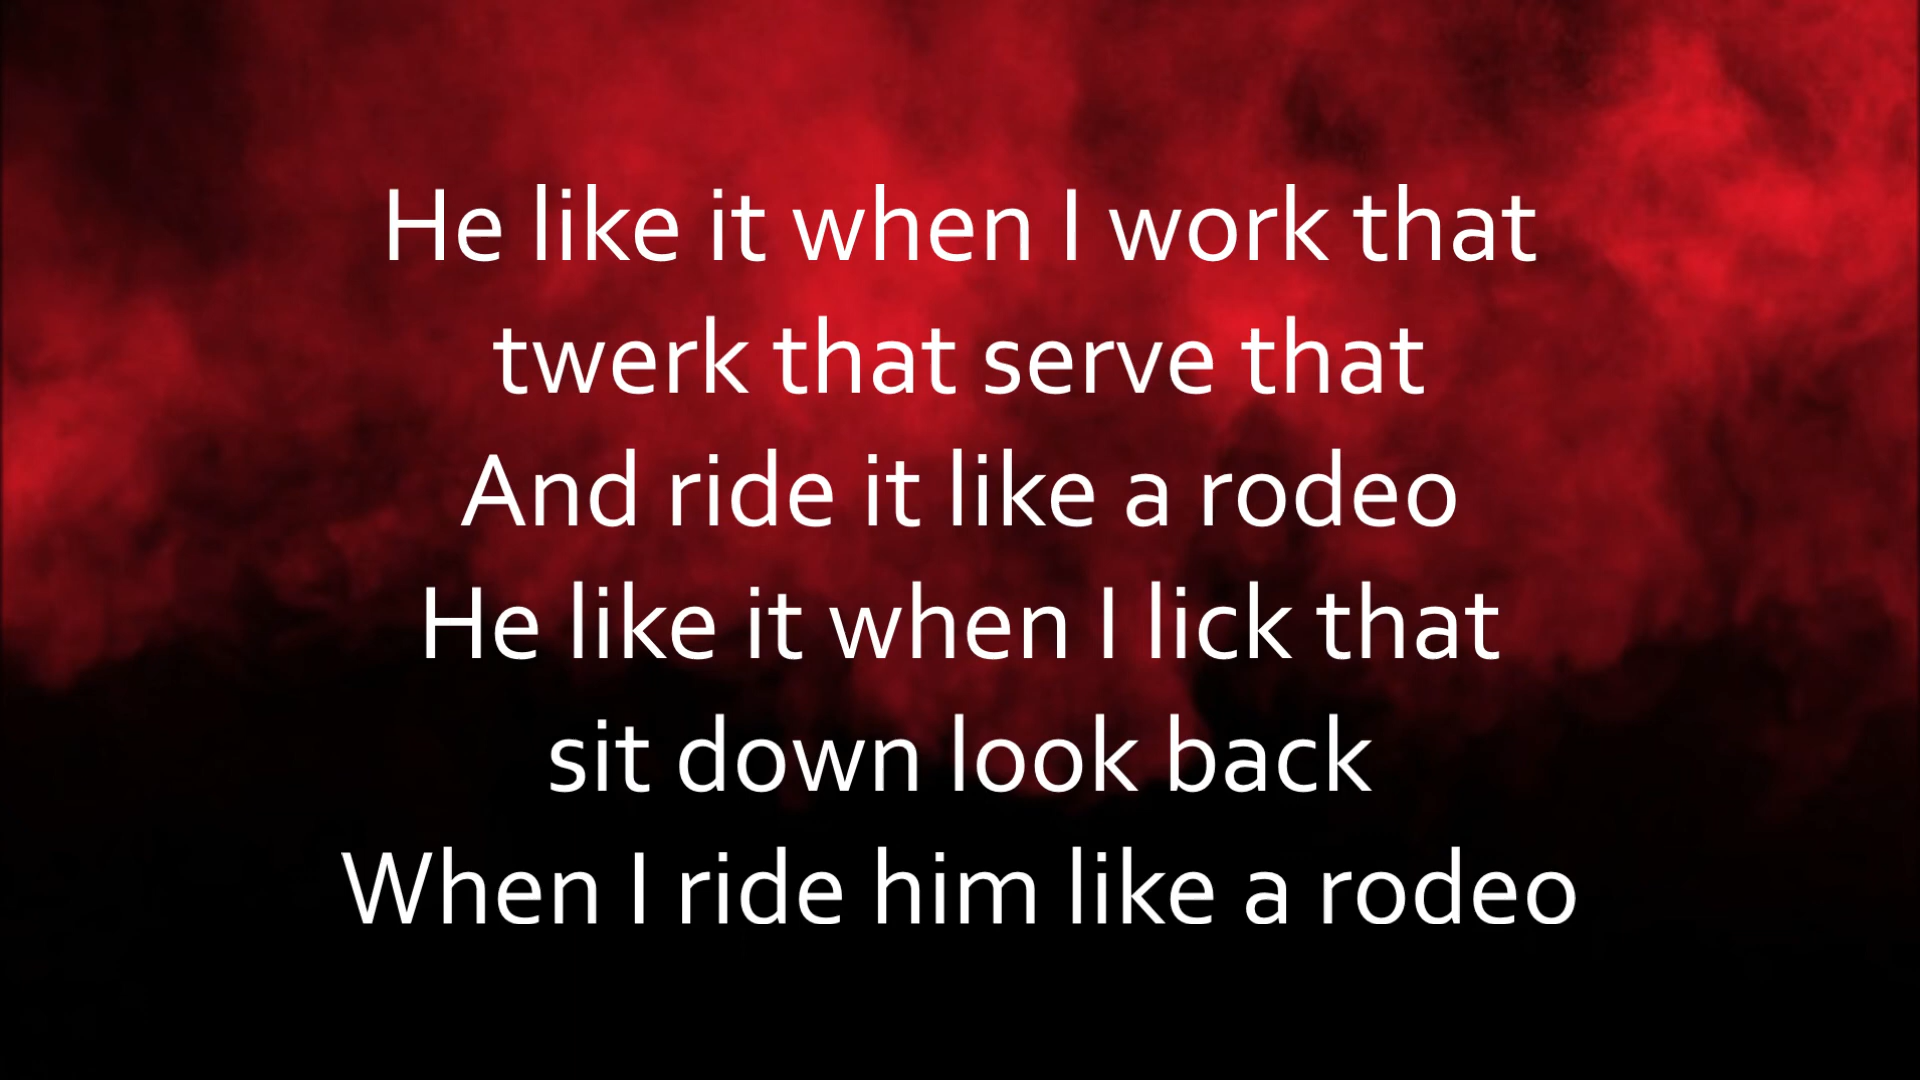 He like it when I work that
twerk that serve that
And ride it like a rodeo
He like it when I lick that
sit down look back
When I ride him like a rodeo